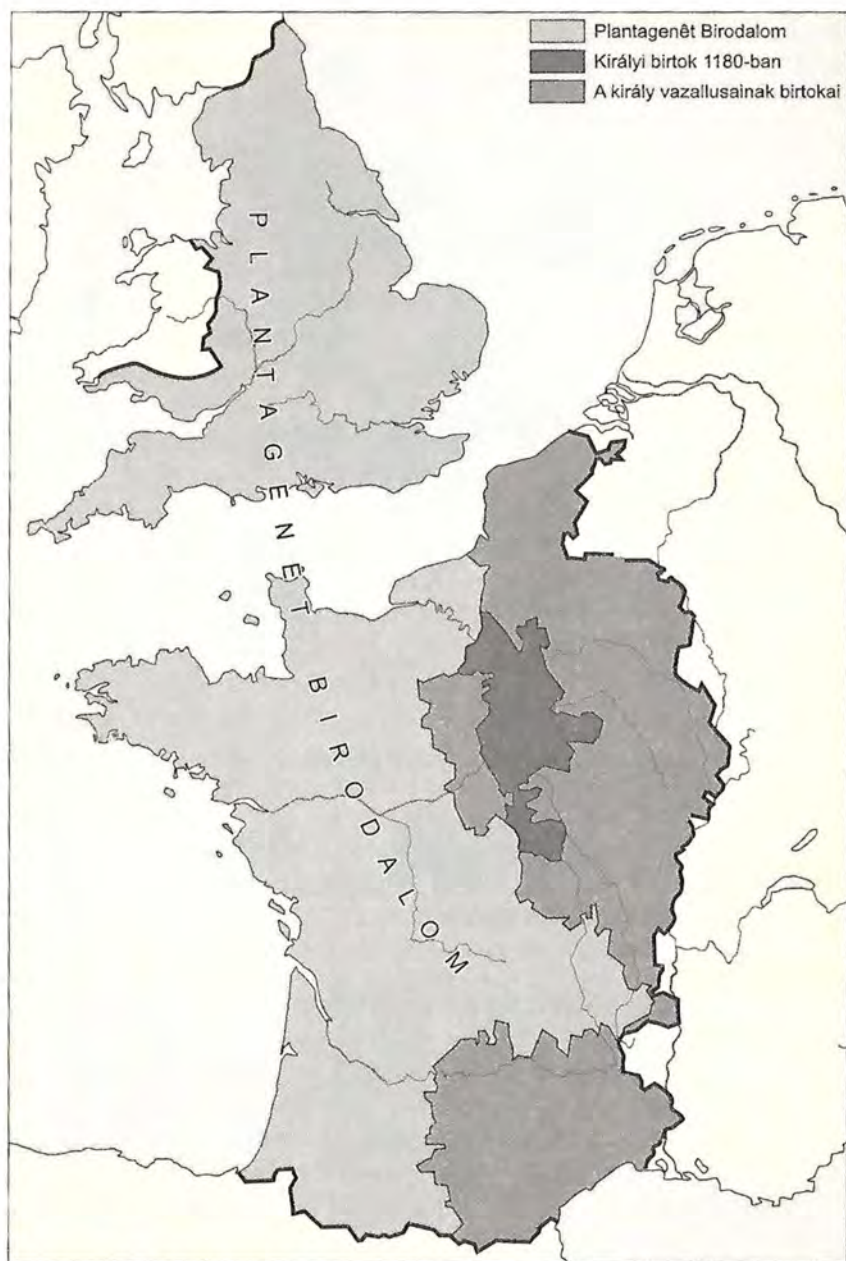 Plantagenêt Birodalom
Királyi birtok 1180-ban
A király vazallusainak birtokai
PLANTAGENÊT BIRODALOM